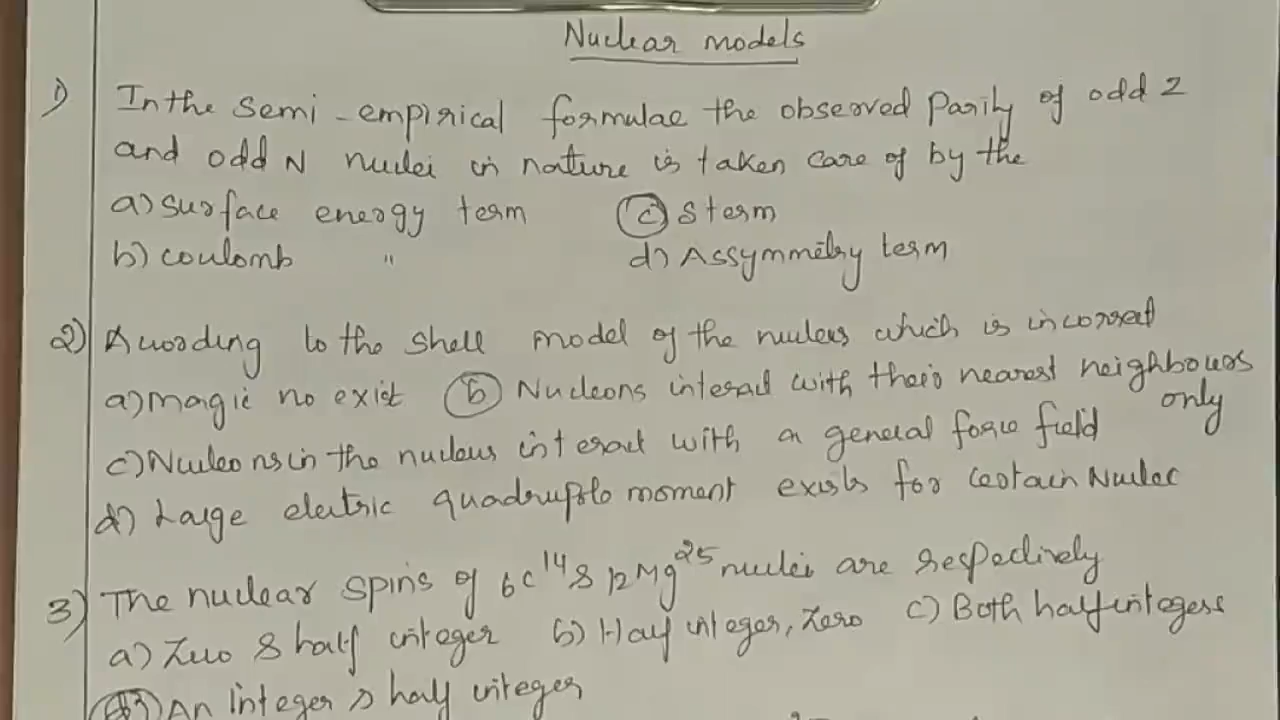 Nuclear models
1) In the semi-empirical formulae the observed Parity of odd Z
and odd N nuclei in nature is taken care of by the
a) surface energy term c) δ term
b) coulomb " d) Assymmetry term
2) According to the shell model of the nucleus which is incorrect
a) magic no exist b) Nucleons interact with their nearest neighbours
only
c) Nucleons in the nucleus interact with a general force field
d) Large electric quadrupole moment exists for certain Nuclei
3) The nuclear spins of 6C¹⁴ & 12Mg²⁵ nuclei are respectively
a) Zero & half integer b) Half integer, Zero c) Both half integers
d) An integer & half integer